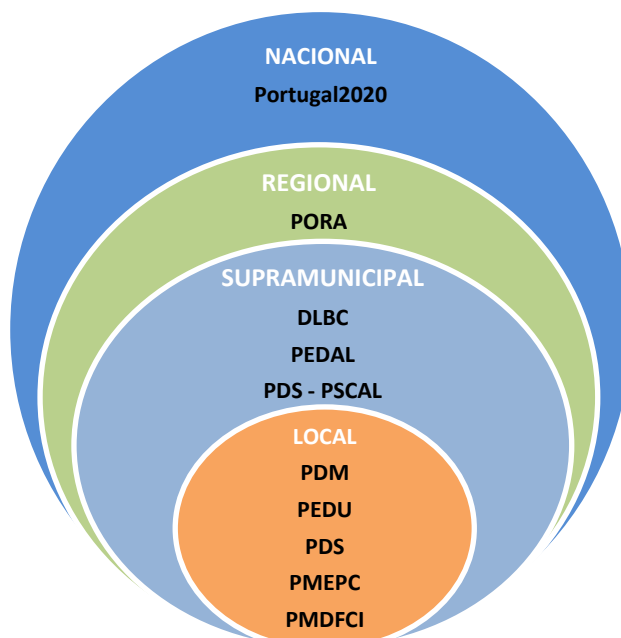 NACIONAL
Portugal2020
REGIONAL
PORA
SUPRAMUNICIPAL
DLBC
PEDAL
PDS - PSCAL
LOCAL
PDM
PEDU
PDS
PMEPC
PMDFCI